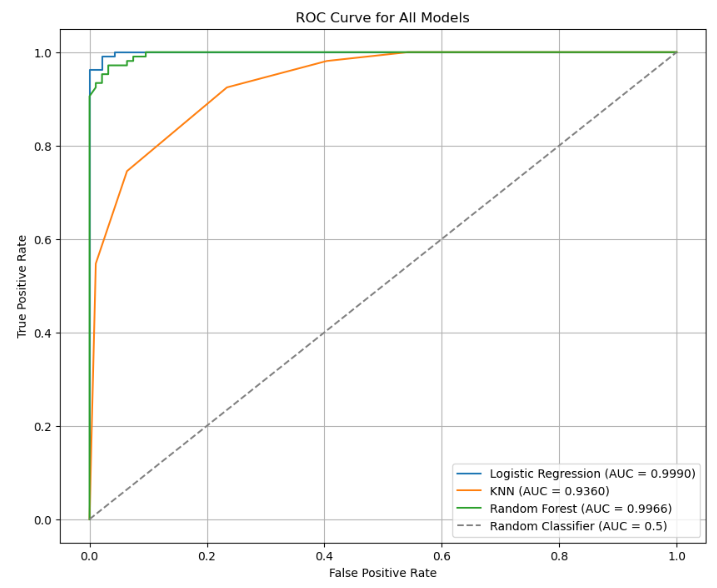 ROC Curve for All Models
1.0
0.8
0.6
0.4
0.2
0.0
True Positive Rate
Logistic Regression (AUC = 0.9990)
KNN (AUC = 0.9360)
Random Forest (AUC = 0.9966)
Random Classifier (AUC = 0.5)
0.0 0.2 0.4 0.6 0.8 1.0
False Positive Rate